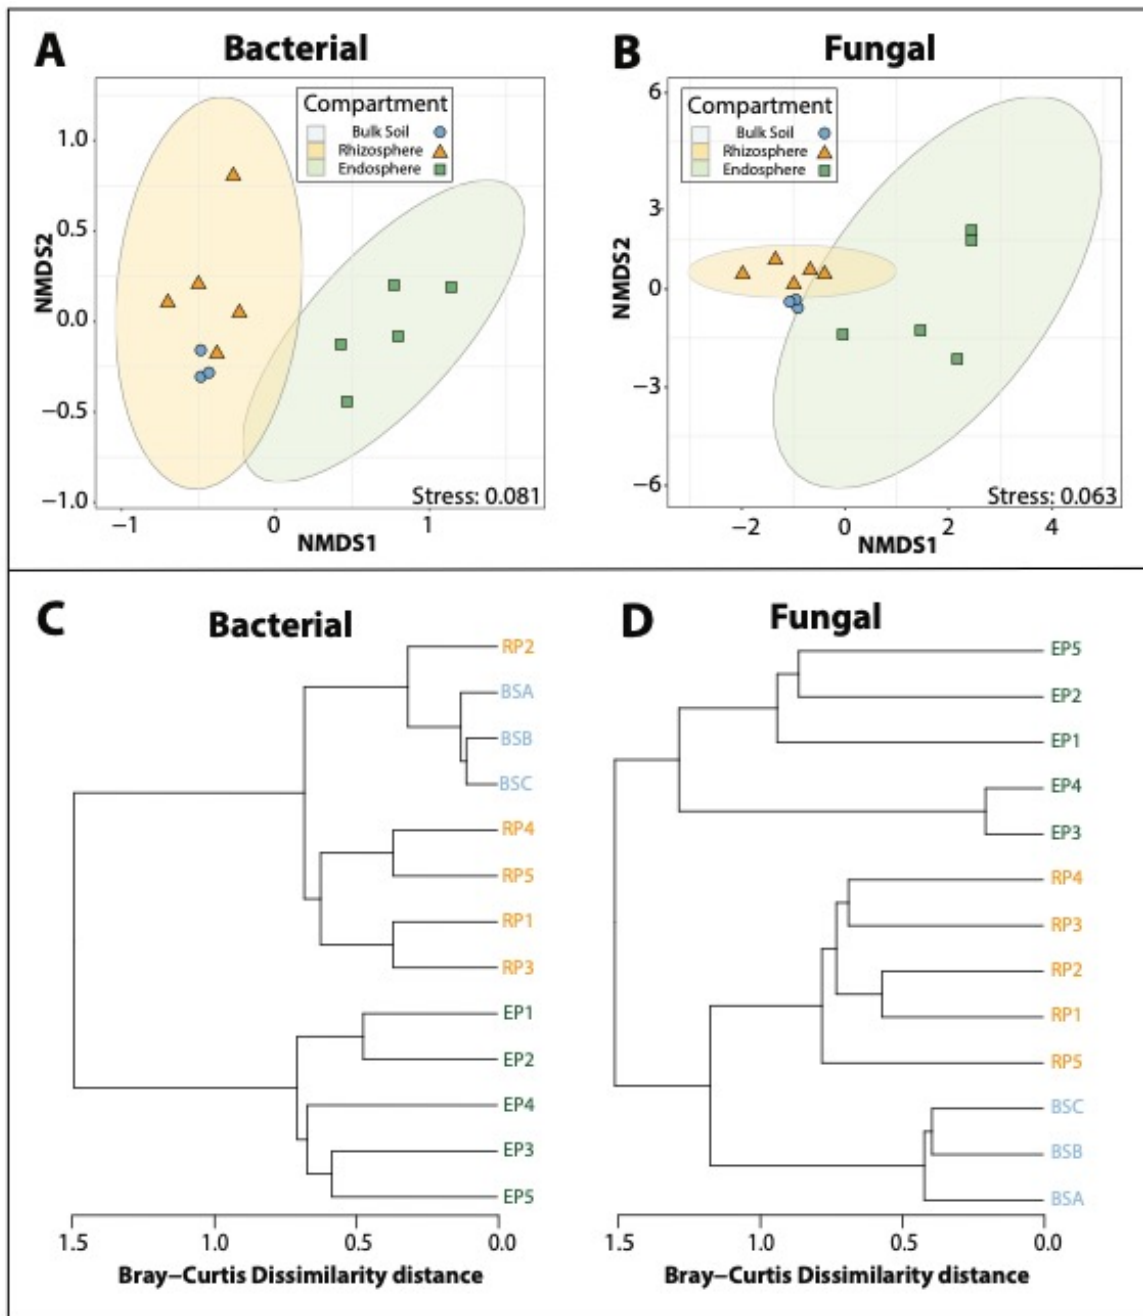 A Bacterial
Compartment
Bulk Soil
Rhizosphere
Endosphere
NMDS2
1.0
0.5
0.0
−0.5
−1.0
Stress: 0.081
−1 0 1
NMDS1
B Fungal
Compartment
Bulk Soil
Rhizosphere
Endosphere
NMDS2
6
3
0
−3
−6
Stress: 0.063
−2 0 2 4
NMDS1
C Bacterial
RP2
BSA
BSB
BSC
RP4
RP5
RP1
RP3
EP1
EP2
EP4
EP3
EP5
1.5 1.0 0.5 0.0
Bray−Curtis Dissimilarity distance
D Fungal
EP5
EP2
EP1
EP4
EP3
RP4
RP3
RP2
RP1
RP5
BSC
BSB
BSA
1.5 1.0 0.5 0.0
Bray−Curtis Dissimilarity distance